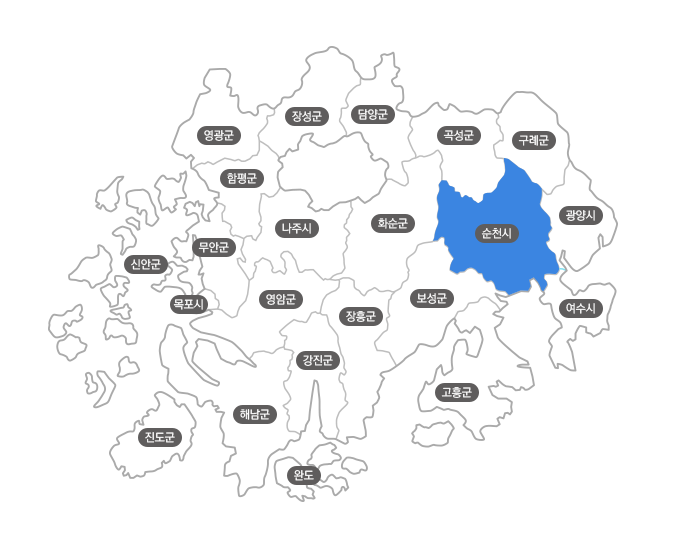 장성군
담양군
영광군
곡성군
구례군
함평군
광양시
화순군
나주시
순천시
무안군
신안군
보성군
영암군
목포시
여수시
장흥군
강진군
고흥군
해남군
진도군
완도